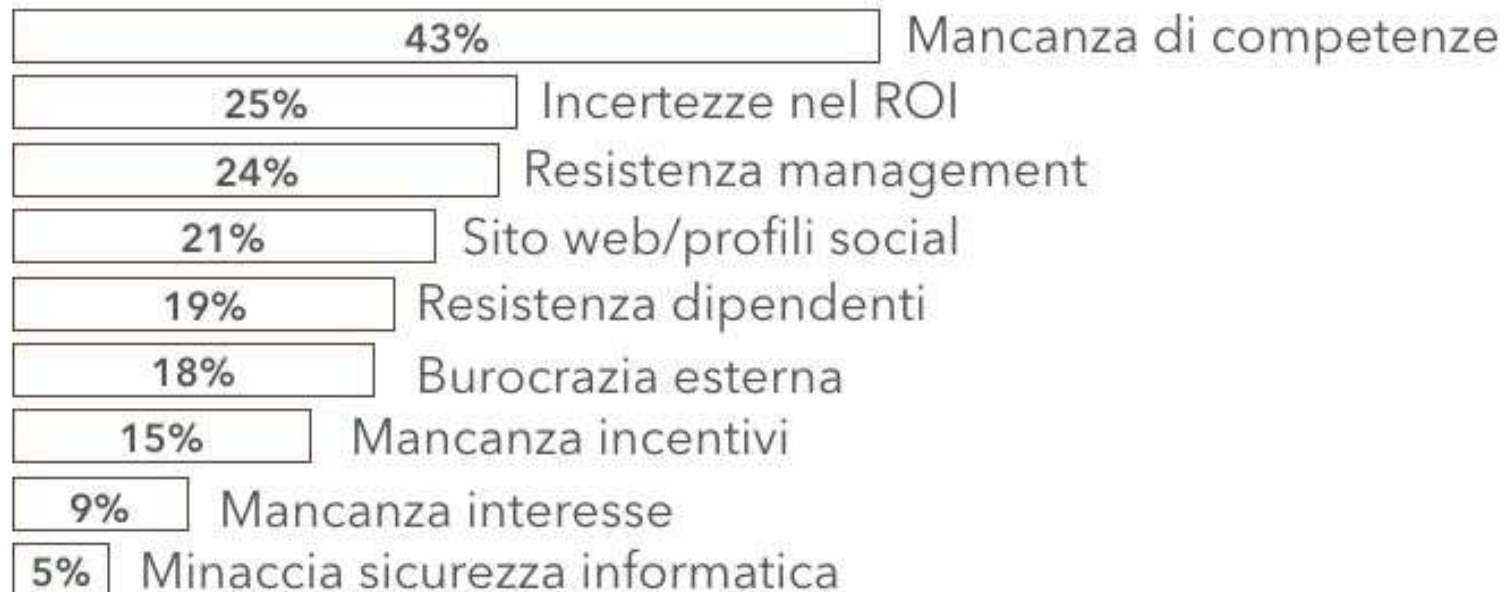 43% Mancanza di competenze
25% Incertezze nel ROI
24% Resistenza management
21% Sito web/profili social
19% Resistenza dipendenti
18% Burocrazia esterna
15% Mancanza incentivi
9% Mancanza interesse
5% Minaccia sicurezza informatica